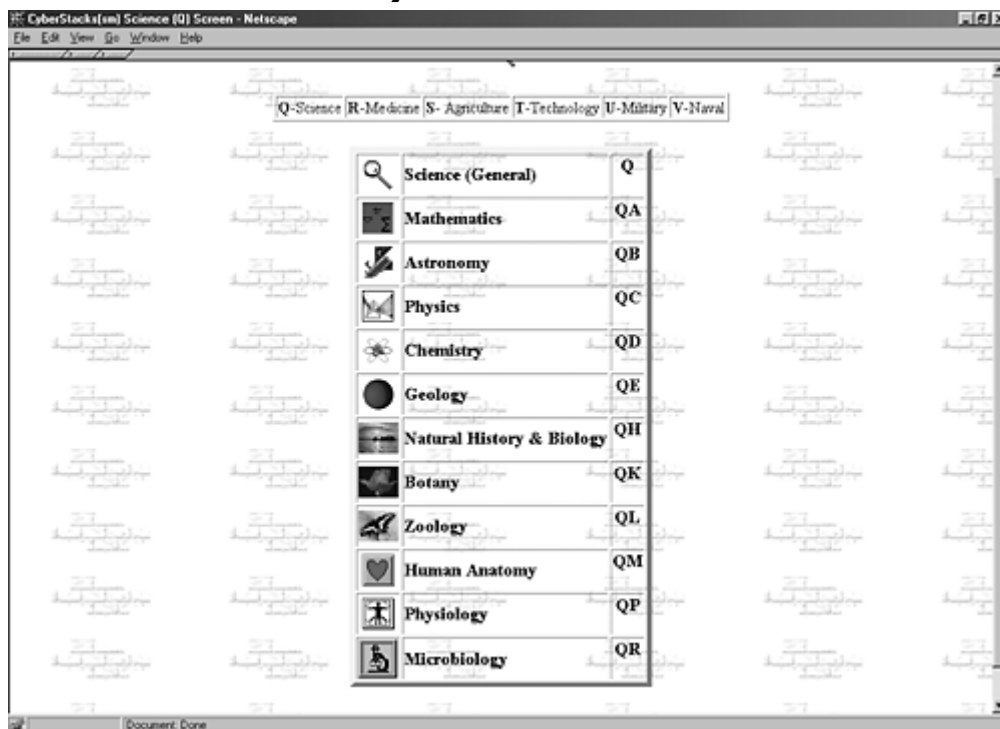 CyberStacks(sm) Science (Q) Screen - Netscape
File Edit View Go Window Help
Q-Science R-Medicine S- Agriculture T-Technology U-Military V-Naval
Science (General) Q
Mathematics QA
Astronomy QB
Physics QC
Chemistry QD
Geology QE
Natural History & Biology QH
Botany QK
Zoology QL
Human Anatomy QM
Physiology QP
Microbiology QR
Document: Done